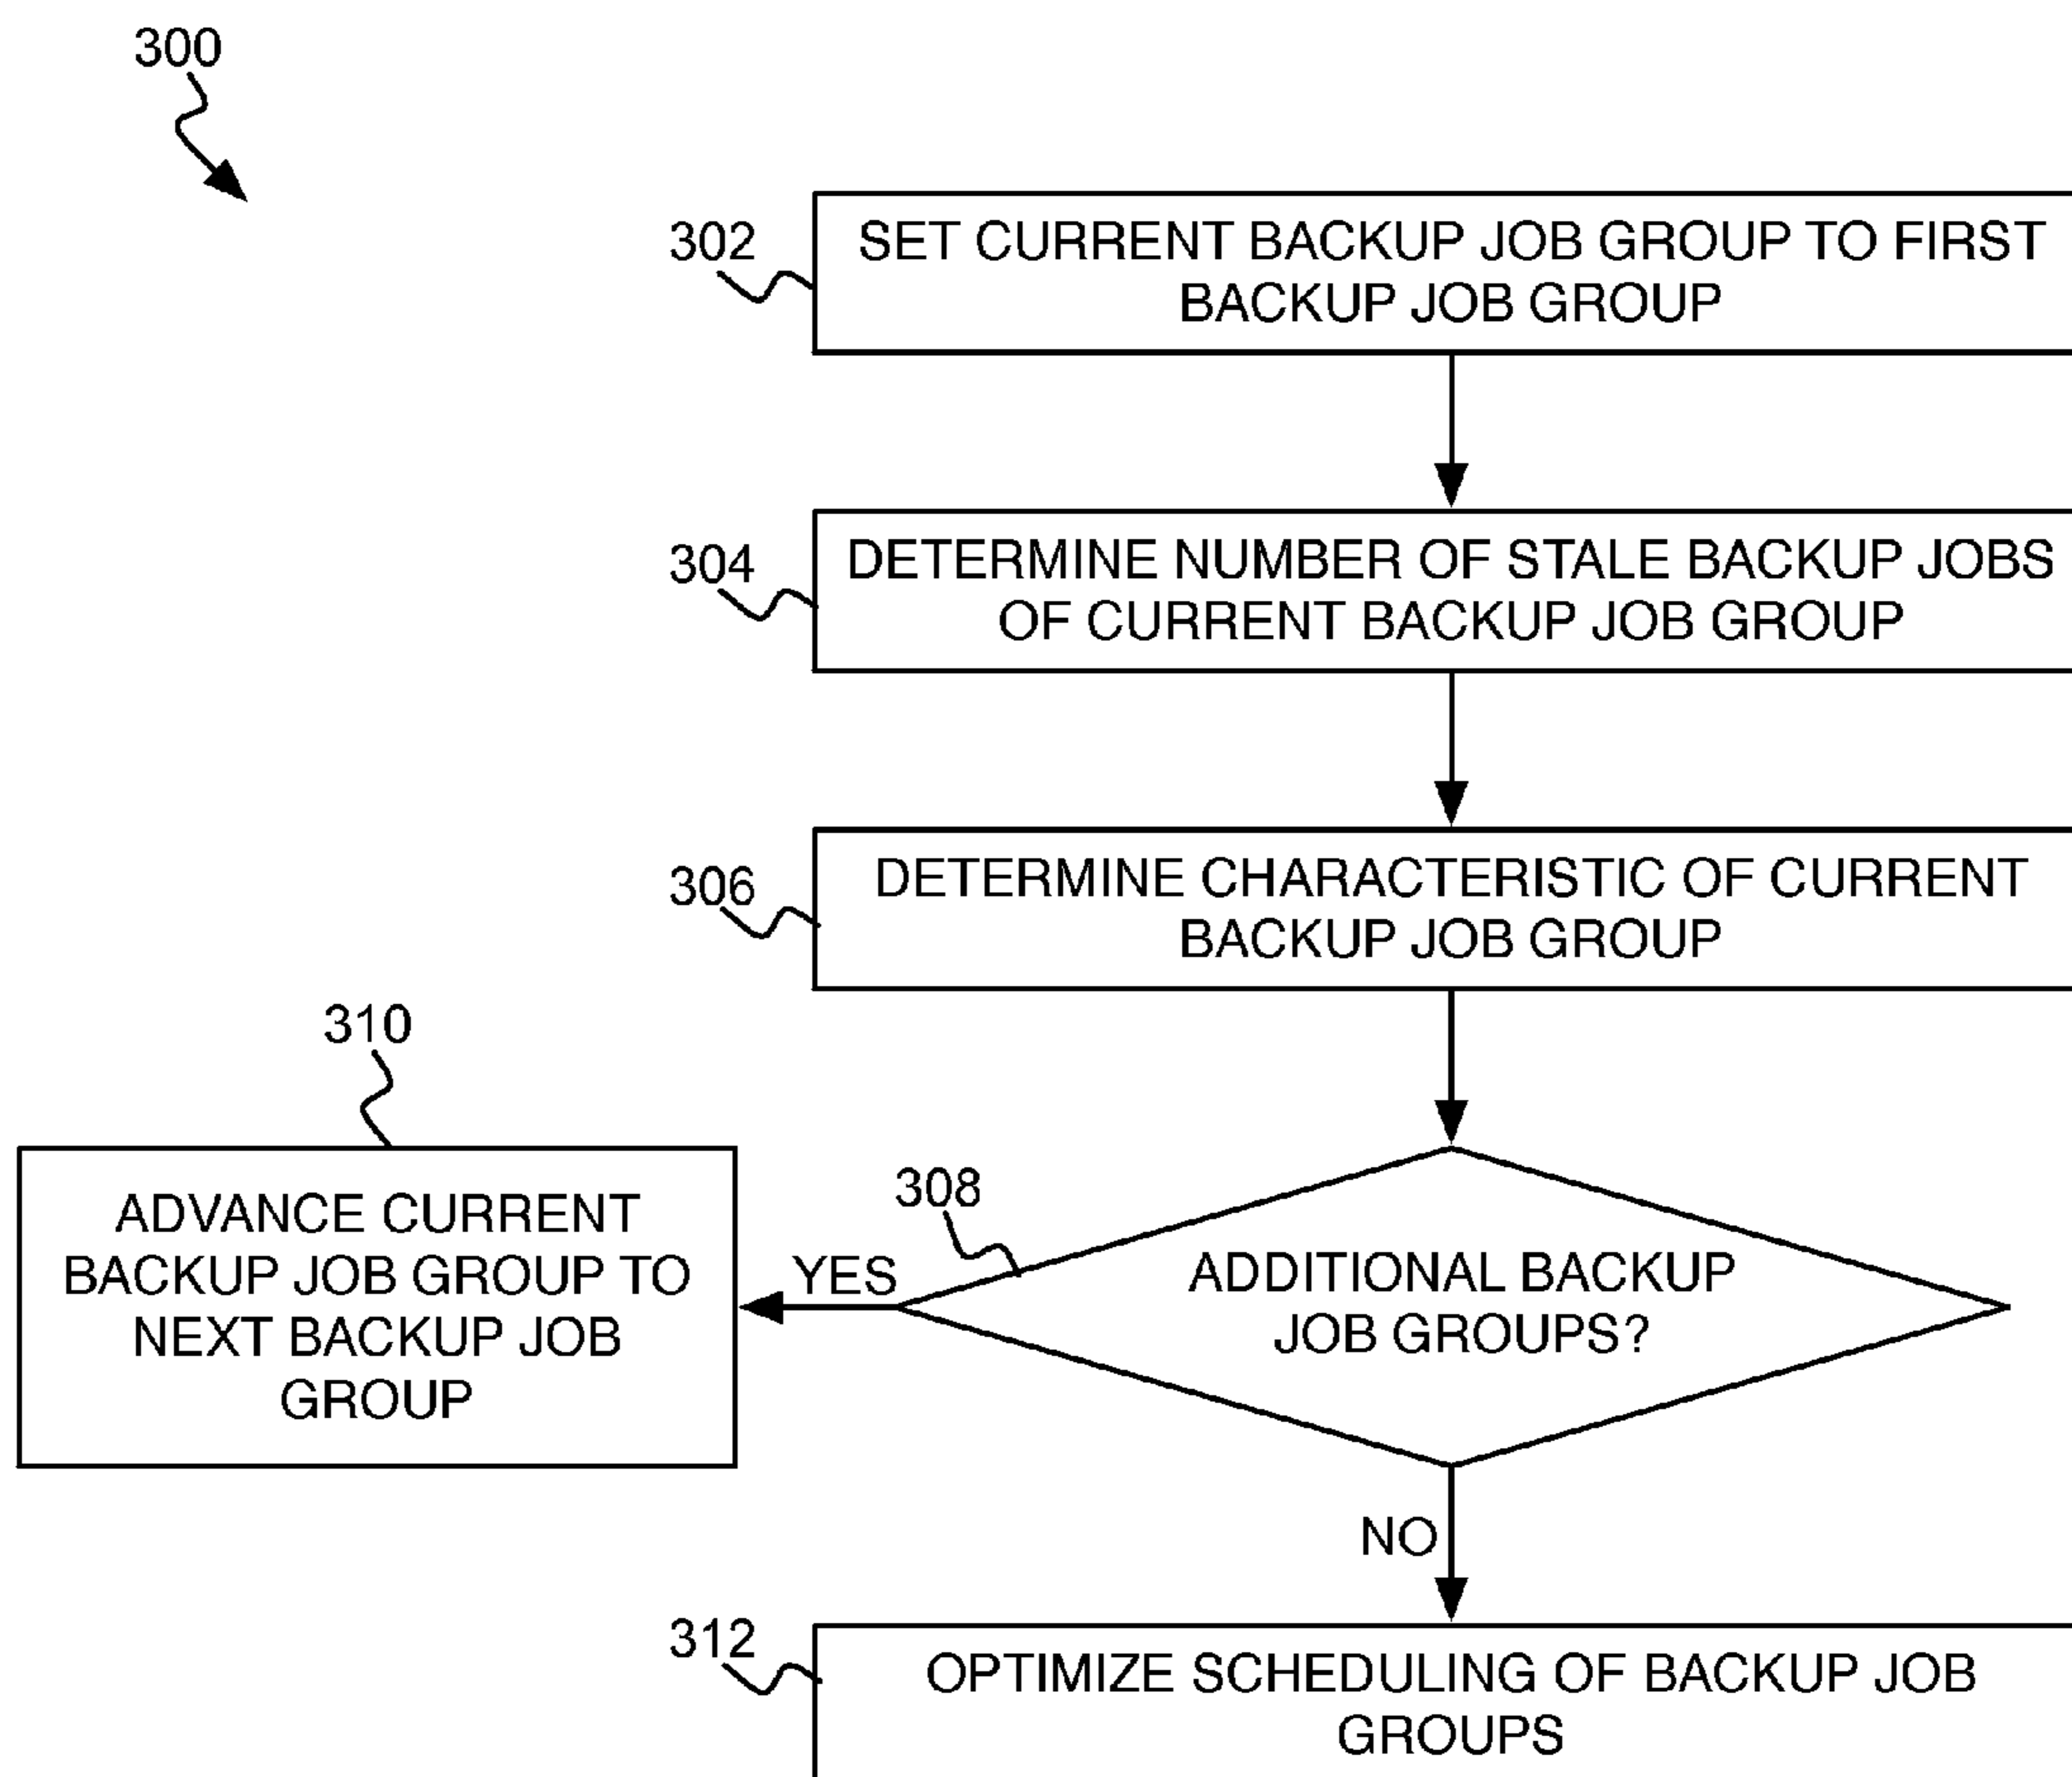 300
302
SET CURRENT BACKUP JOB GROUP TO FIRST
BACKUP JOB GROUP
304
DETERMINE NUMBER OF STALE BACKUP JOBS
OF CURRENT BACKUP JOB GROUP
306
DETERMINE CHARACTERISTIC OF CURRENT
BACKUP JOB GROUP
310
ADVANCE CURRENT
BACKUP JOB GROUP TO
NEXT BACKUP JOB
GROUP
308
YES
ADDITIONAL BACKUP
JOB GROUPS?
NO
312
OPTIMIZE SCHEDULING OF BACKUP JOB
GROUPS